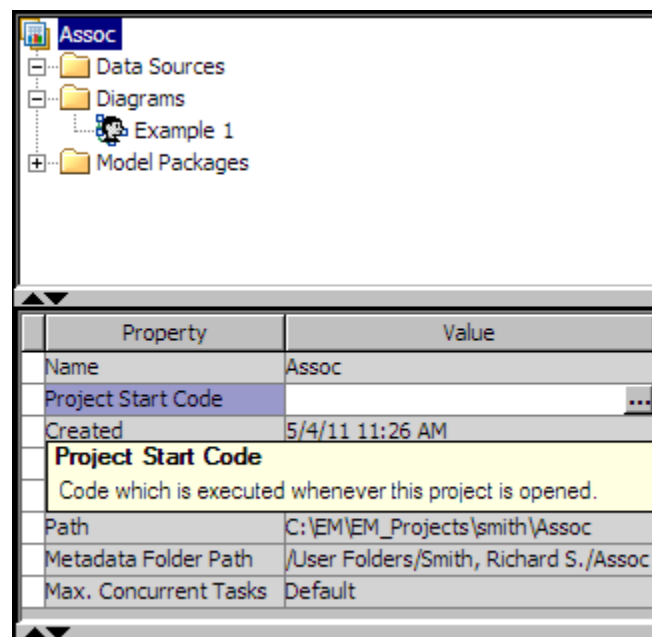 Assoc
Data Sources
Diagrams
Example 1
Model Packages
Property Value
Name Assoc
Project Start Code ...
Created 5/4/11 11:26 AM
Project Start Code
Code which is executed whenever this project is opened.
Path C:\EM\EM_Projects\smith\Assoc
Metadata Folder Path /User Folders/Smith, Richard S./Assoc
Max. Concurrent Tasks Default